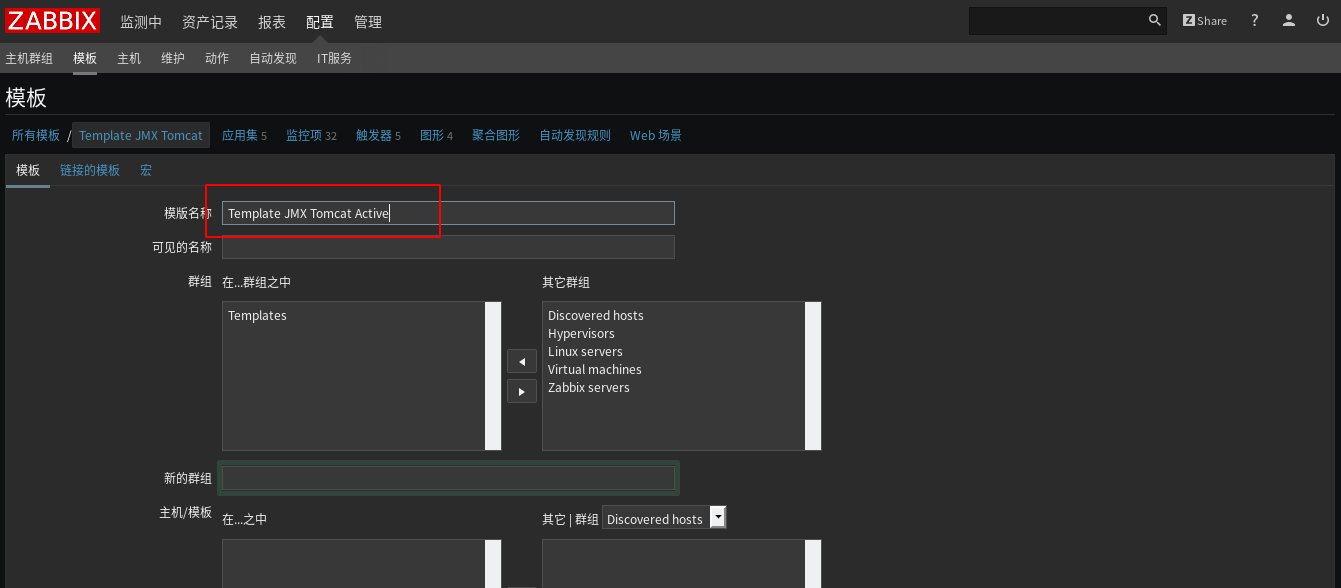 ZABBIX 监测中 资产记录 报表 配置 管理 Z Share ?
主机群组 模板 主机 维护 动作 自动发现 IT服务
模板
所有模板 / Template JMX Tomcat 应用集 5 监控项 32 触发器 5 图形 4 聚合图形 自动发现规则 Web 场景
模板 链接的模板 宏
模版名称 Template JMX Tomcat Active
可见的名称
群组 在...群组之中 其它群组
Templates
Discovered hosts
Hypervisors
Linux servers
Virtual machines
Zabbix servers
新的群组
主机/模板 在...之中 其它 | 群组 Discovered hosts